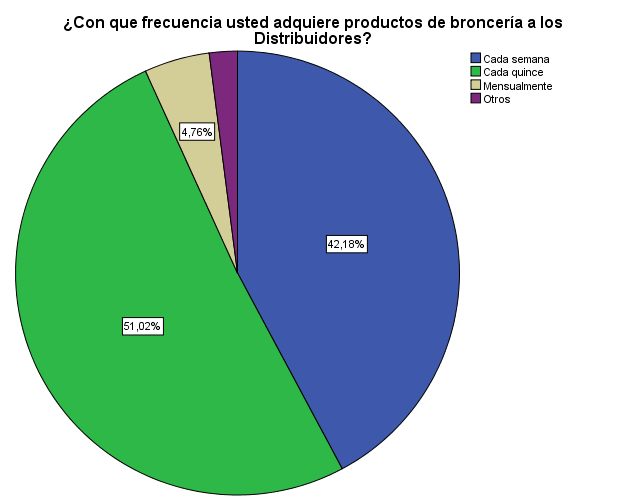 ¿Con que frecuencia usted adquiere productos de broncería a los
Distribuidores?
Cada semana
Cada quince
Mensualmente
Otros
4,76%
42,18%
51,02%